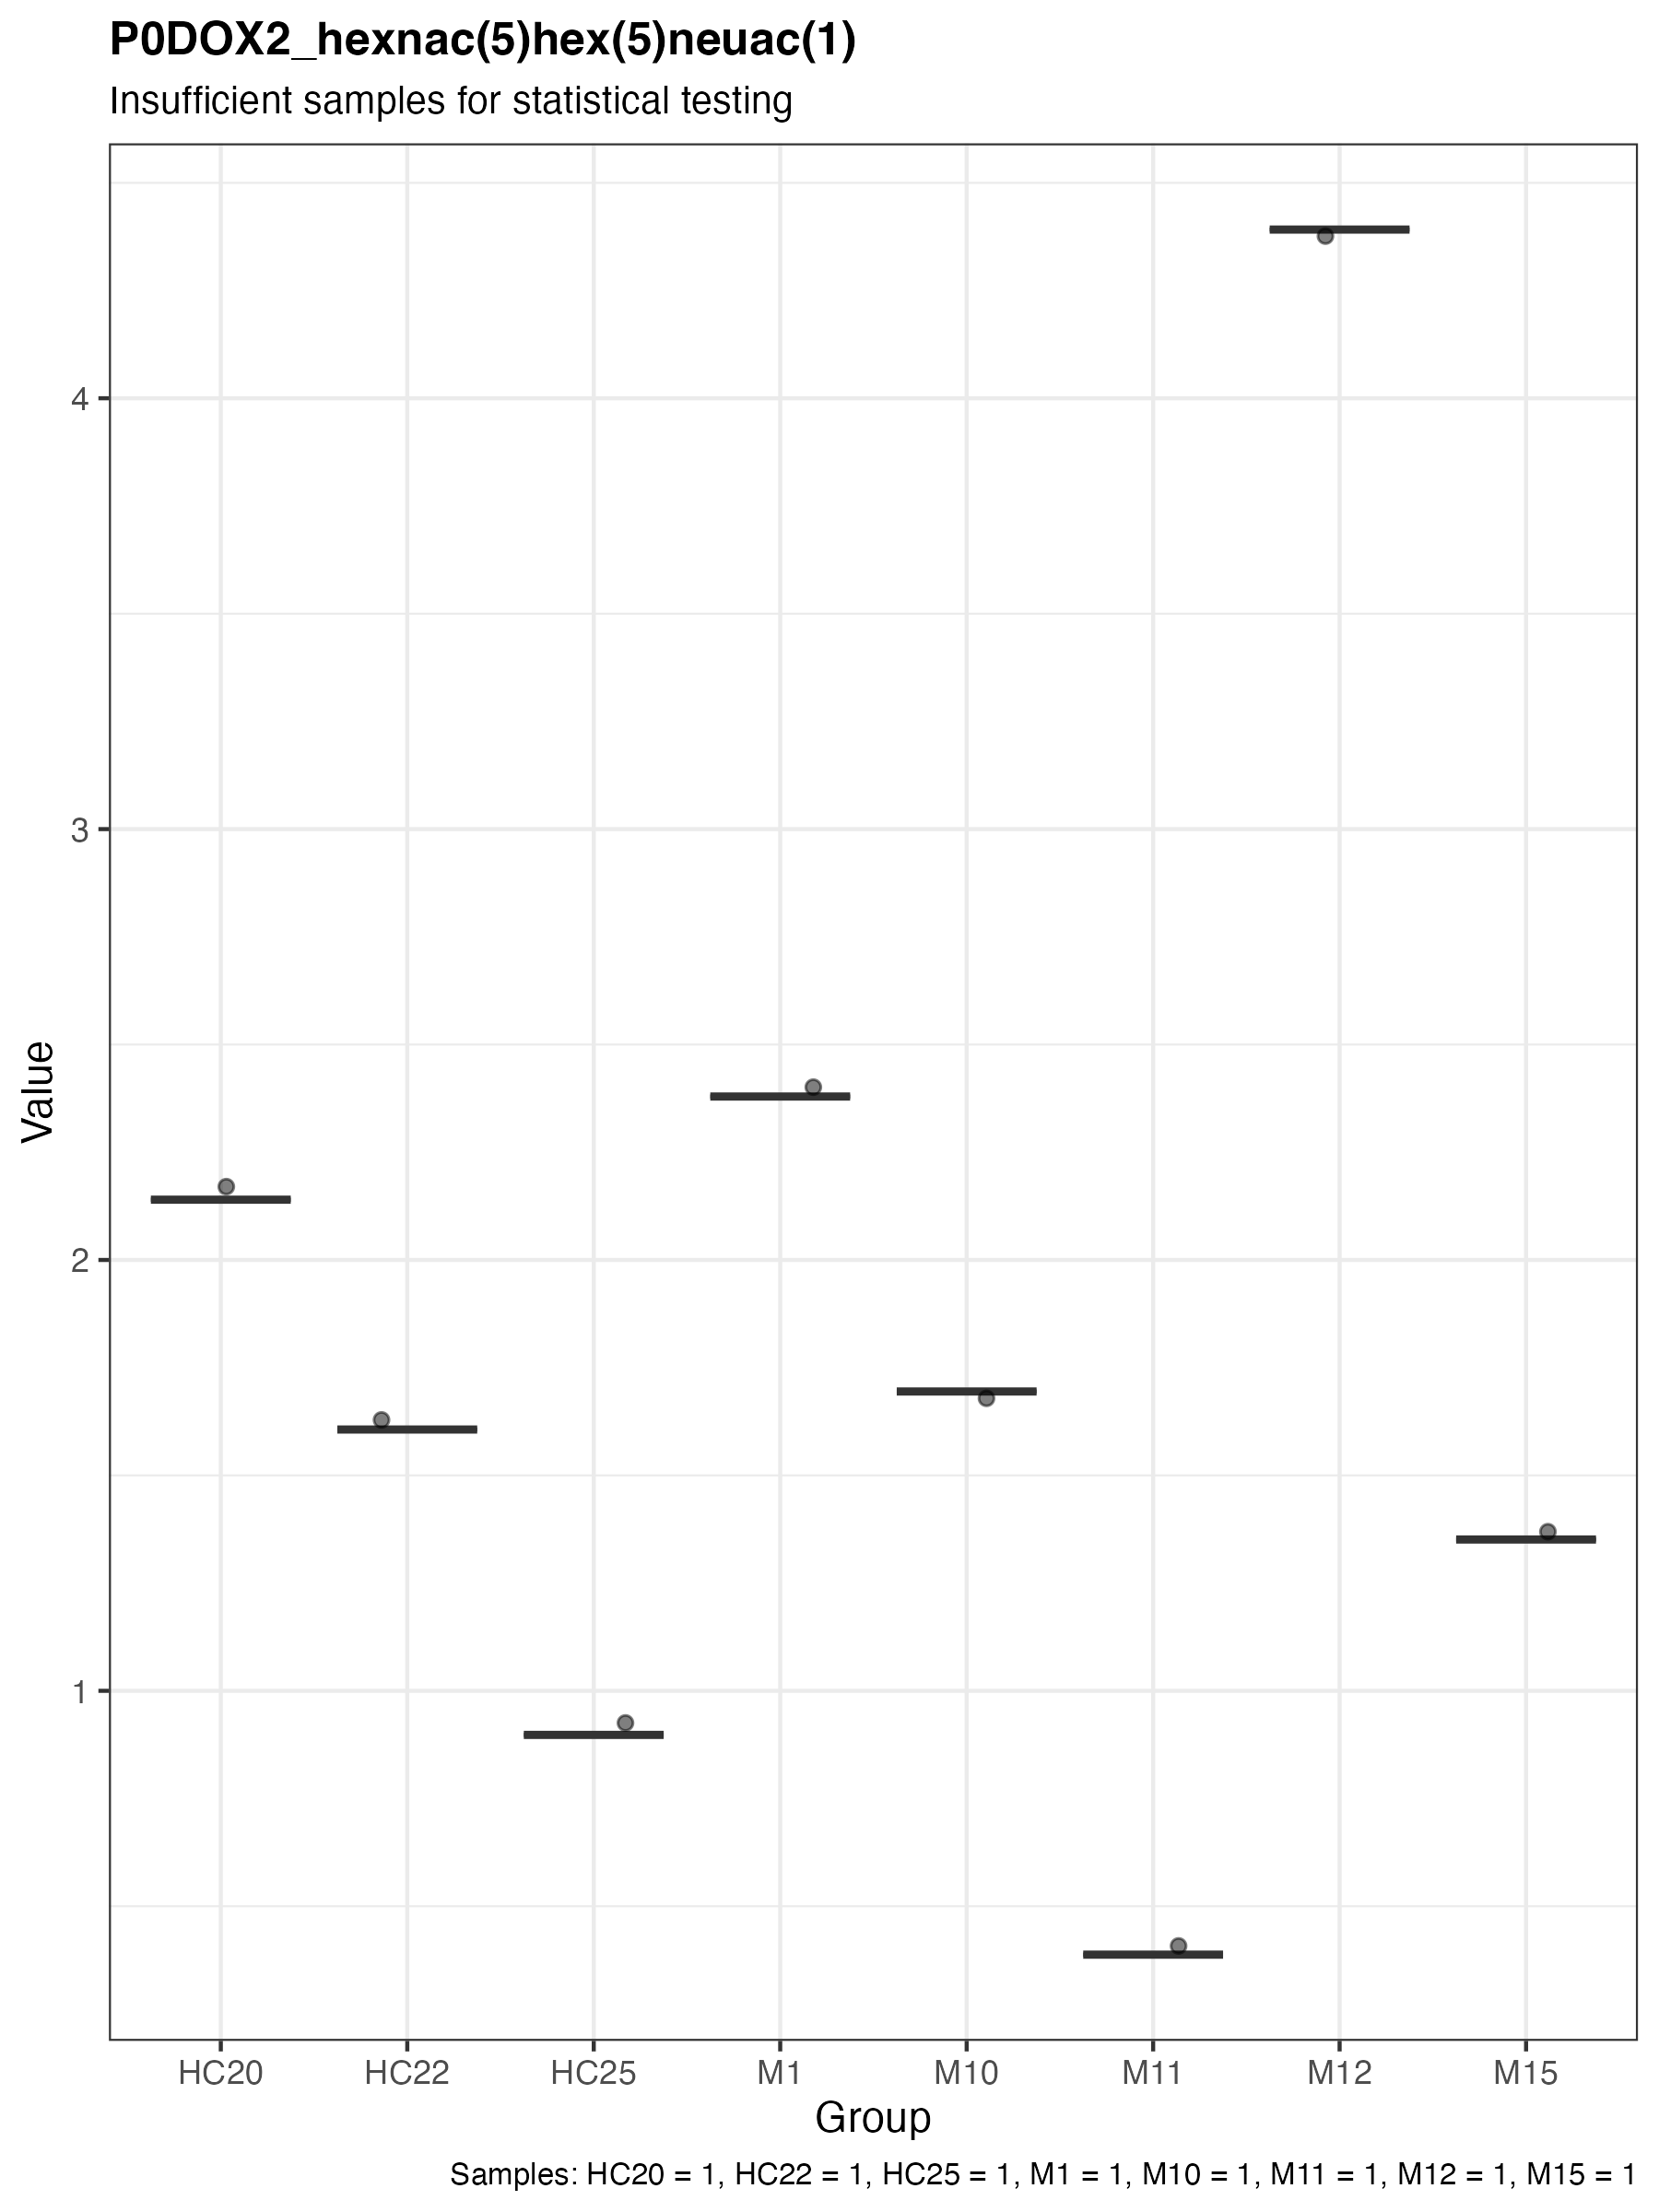 P0DOX2_hexnac(5)hex(5)neuac(1)
Insufficient samples for statistical testing
4
3
2
1
Value
HC20 HC22 HC25 M1 M10 M11 M12 M15
Group
Samples: HC20 = 1, HC22 = 1, HC25 = 1, M1 = 1, M10 = 1, M11 = 1, M12 = 1, M15 = 1